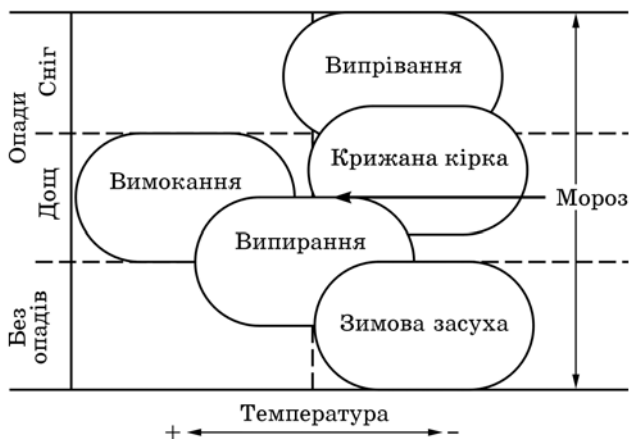 Опади
Сніг
Дощ
Без
опадів
Випрівання
Крижана кірка
Вимокання
Мороз
Випирання
Зимова засуха
Температура
+ −